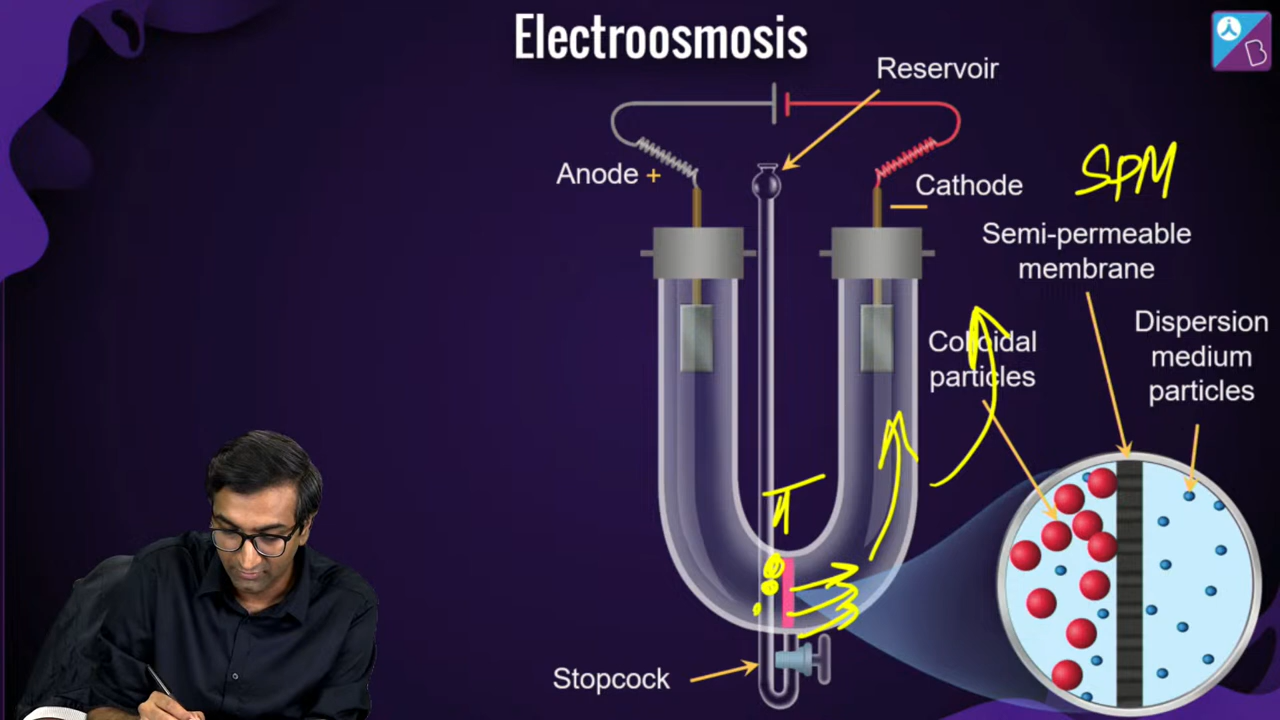 Electroosmosis
Reservoir
Anode +
Cathode
SPM
Semi-permeable
membrane
Dispersion
medium
particles
Colloidal
particles
π
Stopcock
B